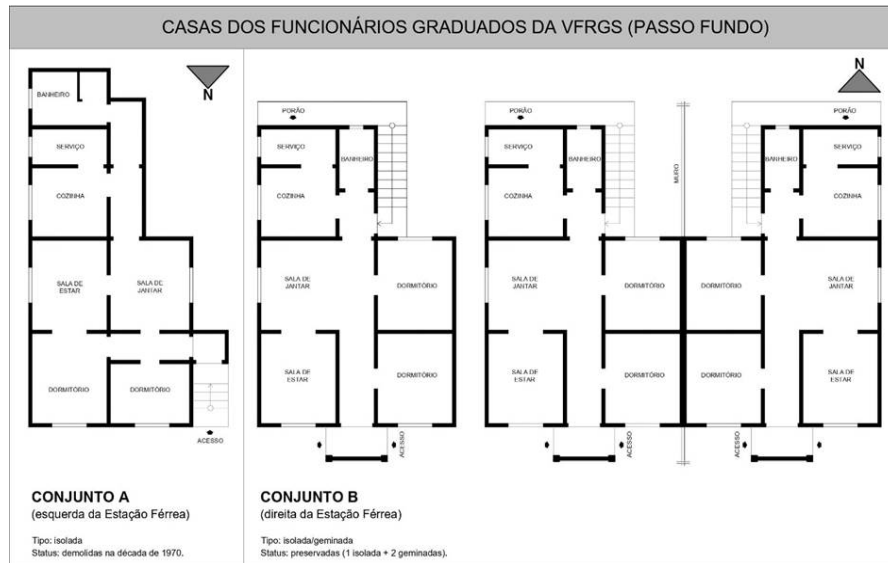 CASAS DOS FUNCIONÁRIOS GRADUADOS DA VFRGS (PASSO FUNDO)
N
BANHEIRO
SERVIÇO
COZINHA
SALA DE
ESTAR
SALA DE
JANTAR
DORMITÓRIO
DORMITÓRIO
ACESSO
CONJUNTO A
(esquerda da Estação Férrea)
Tipo: isolada
Status: demolidas na década de 1970.
N
PORÃO
SERVIÇO
BANHEIRO
COZINHA
SALA DE
JANTAR
DORMITÓRIO
SALA DE
ESTAR
DORMITÓRIO
ACESSO
PORÃO
SERVIÇO
BANHEIRO
COZINHA
SALA DE
JANTAR
DORMITÓRIO
SALA DE
ESTAR
DORMITÓRIO
ACESSO
MURO
PORÃO
SERVIÇO
BANHEIRO
COZINHA
DORMITÓRIO
SALA DE
JANTAR
DORMITÓRIO
SALA DE
ESTAR
ACESSO
CONJUNTO B
(direita da Estação Férrea)
Tipo: isolada/geminada
Status: preservadas (1 isolada + 2 geminadas).